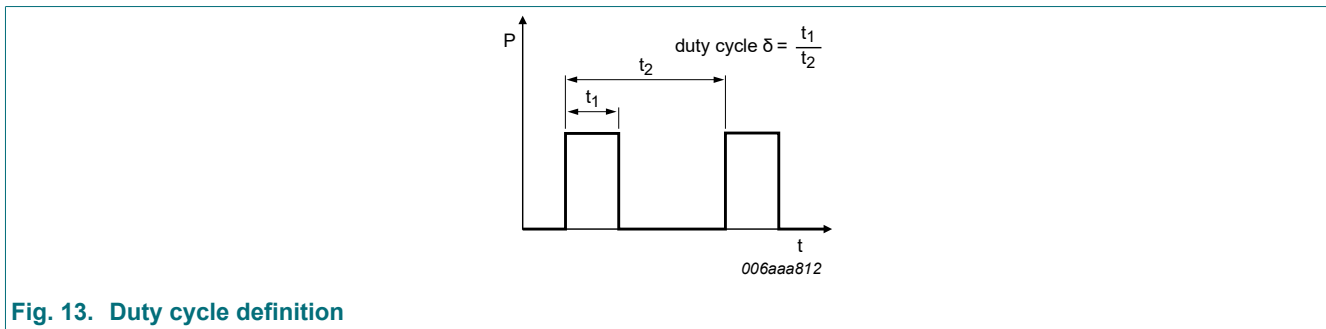 P
duty cycle δ = t1
t2
t2
t1
t
006aaa812
Fig. 13. Duty cycle definition